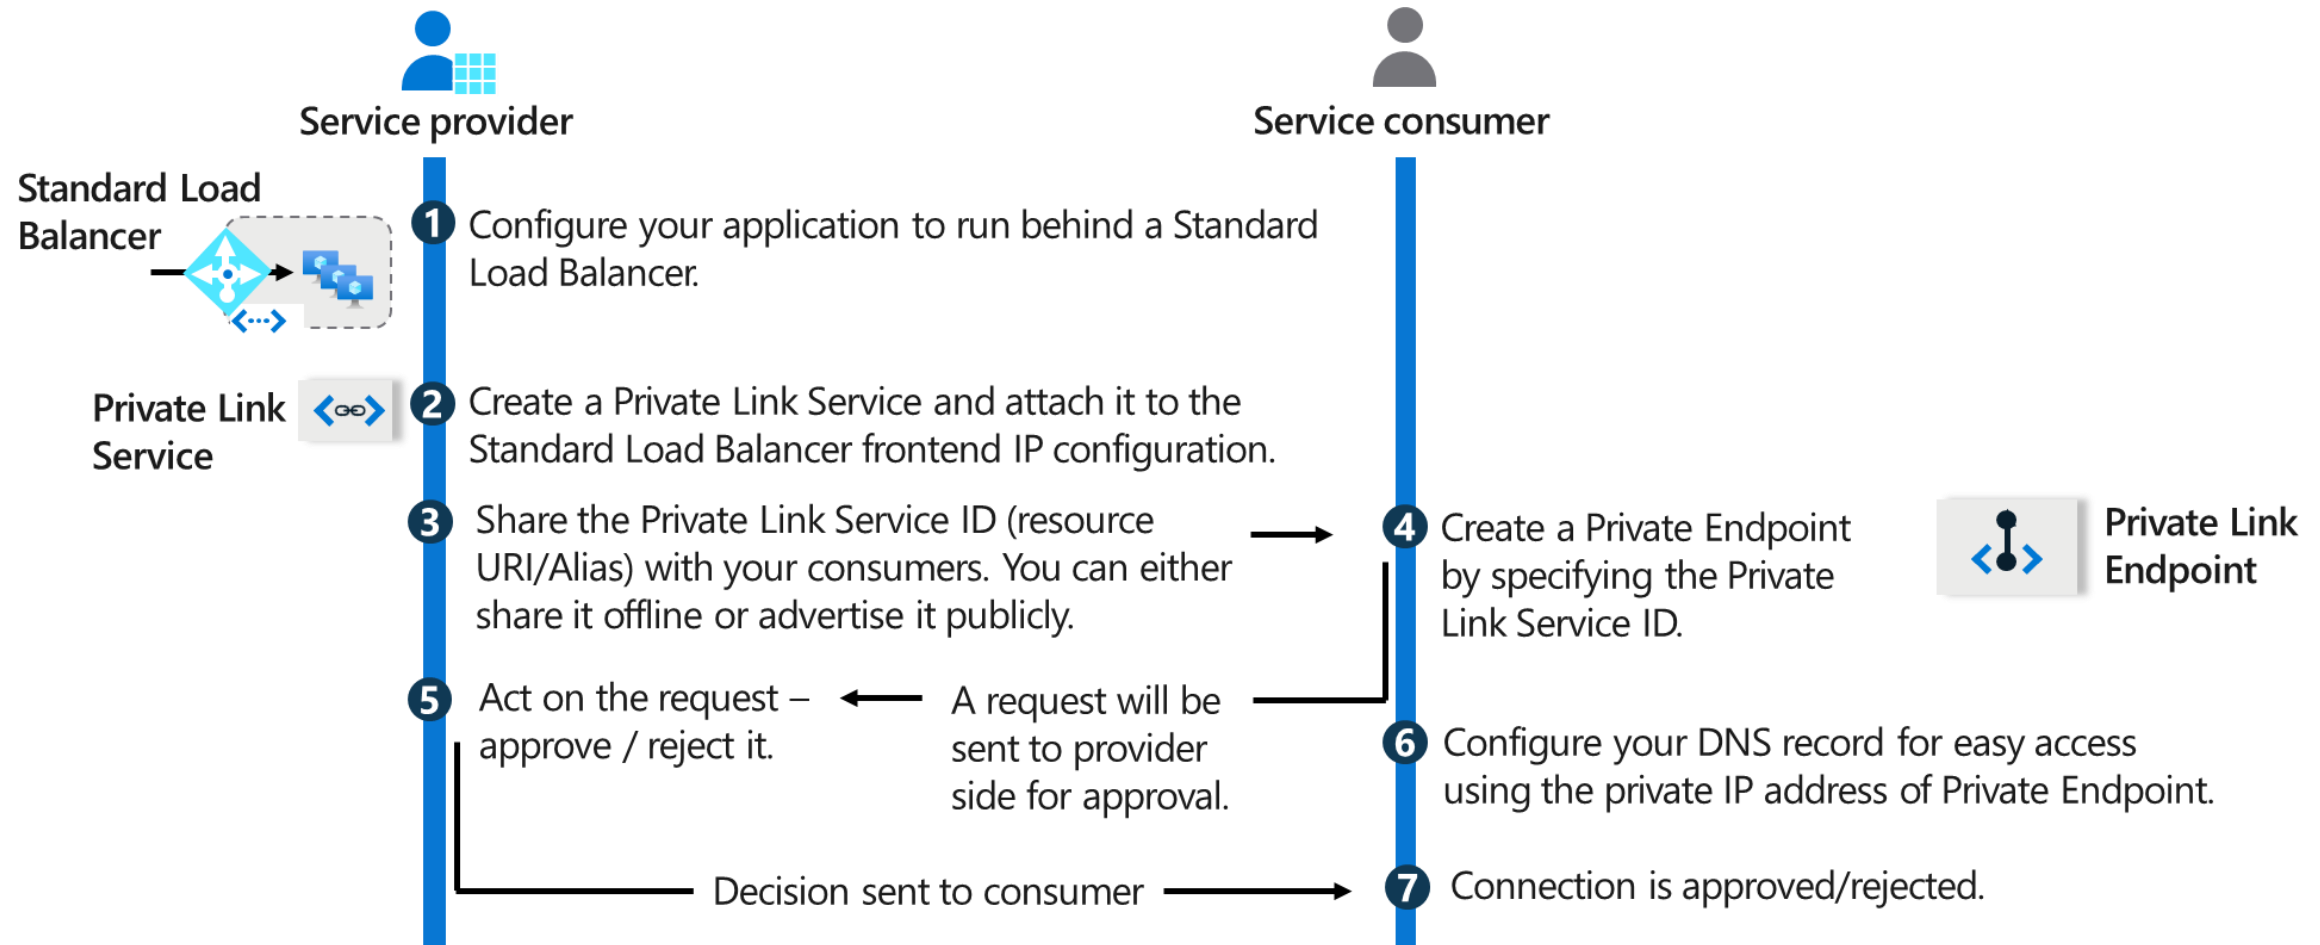 Service provider
Service consumer
Standard Load
Balancer
1 Configure your application to run behind a Standard
Load Balancer.
Private Link
Service
2 Create a Private Link Service and attach it to the
Standard Load Balancer frontend IP configuration.
3 Share the Private Link Service ID (resource
URI/Alias) with your consumers. You can either
share it offline or advertise it publicly.
4 Create a Private Endpoint
by specifying the Private
Link Service ID.
Private Link
Endpoint
5 Act on the request –
approve / reject it.
A request will be
sent to provider
side for approval.
6 Configure your DNS record for easy access
using the private IP address of Private Endpoint.
Decision sent to consumer
7 Connection is approved/rejected.